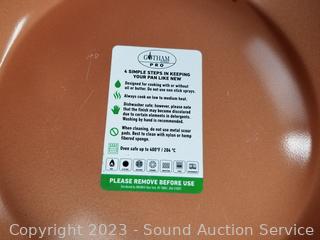 GOTHAM
PRO
4 SIMPLE STEPS IN KEEPING
YOUR PAN LIKE NEW
Designed for cooking with or without
oil or butter. Do not use non stick sprays.
Always cook on low to medium heat.
Dishwasher safe; however, please note
that the finish may become discolored
due to certain elements in detergents.
Washing by hand is recommended.
When cleaning, do not use metal scour
pads. Best to clean with nylon or hemp
fibered sponge.
Oven safe up to 400°F / 204 °C
PLEASE REMOVE BEFORE USE
Copyright ©2023 - Sound Auction Service